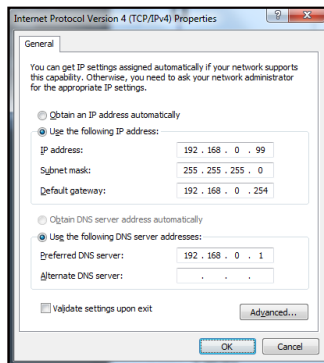 Internet Protocol Version 4 (TCP/IPv4) Properties
General
You can get IP settings assigned automatically if your network supports
this capability. Otherwise, you need to ask your network administrator
for the appropriate IP settings.
Obtain an IP address automatically
Use the following IP address:
IP address: 192 . 168 . 0 . 99
Subnet mask: 255 . 255 . 255 . 0
Default gateway: 192 . 168 . 0 . 254
Obtain DNS server address automatically
Use the following DNS server addresses:
Preferred DNS server: 192 . 168 . 0 . 1
Alternate DNS server: . . .
Validate settings upon exit
Advanced...
OK Cancel